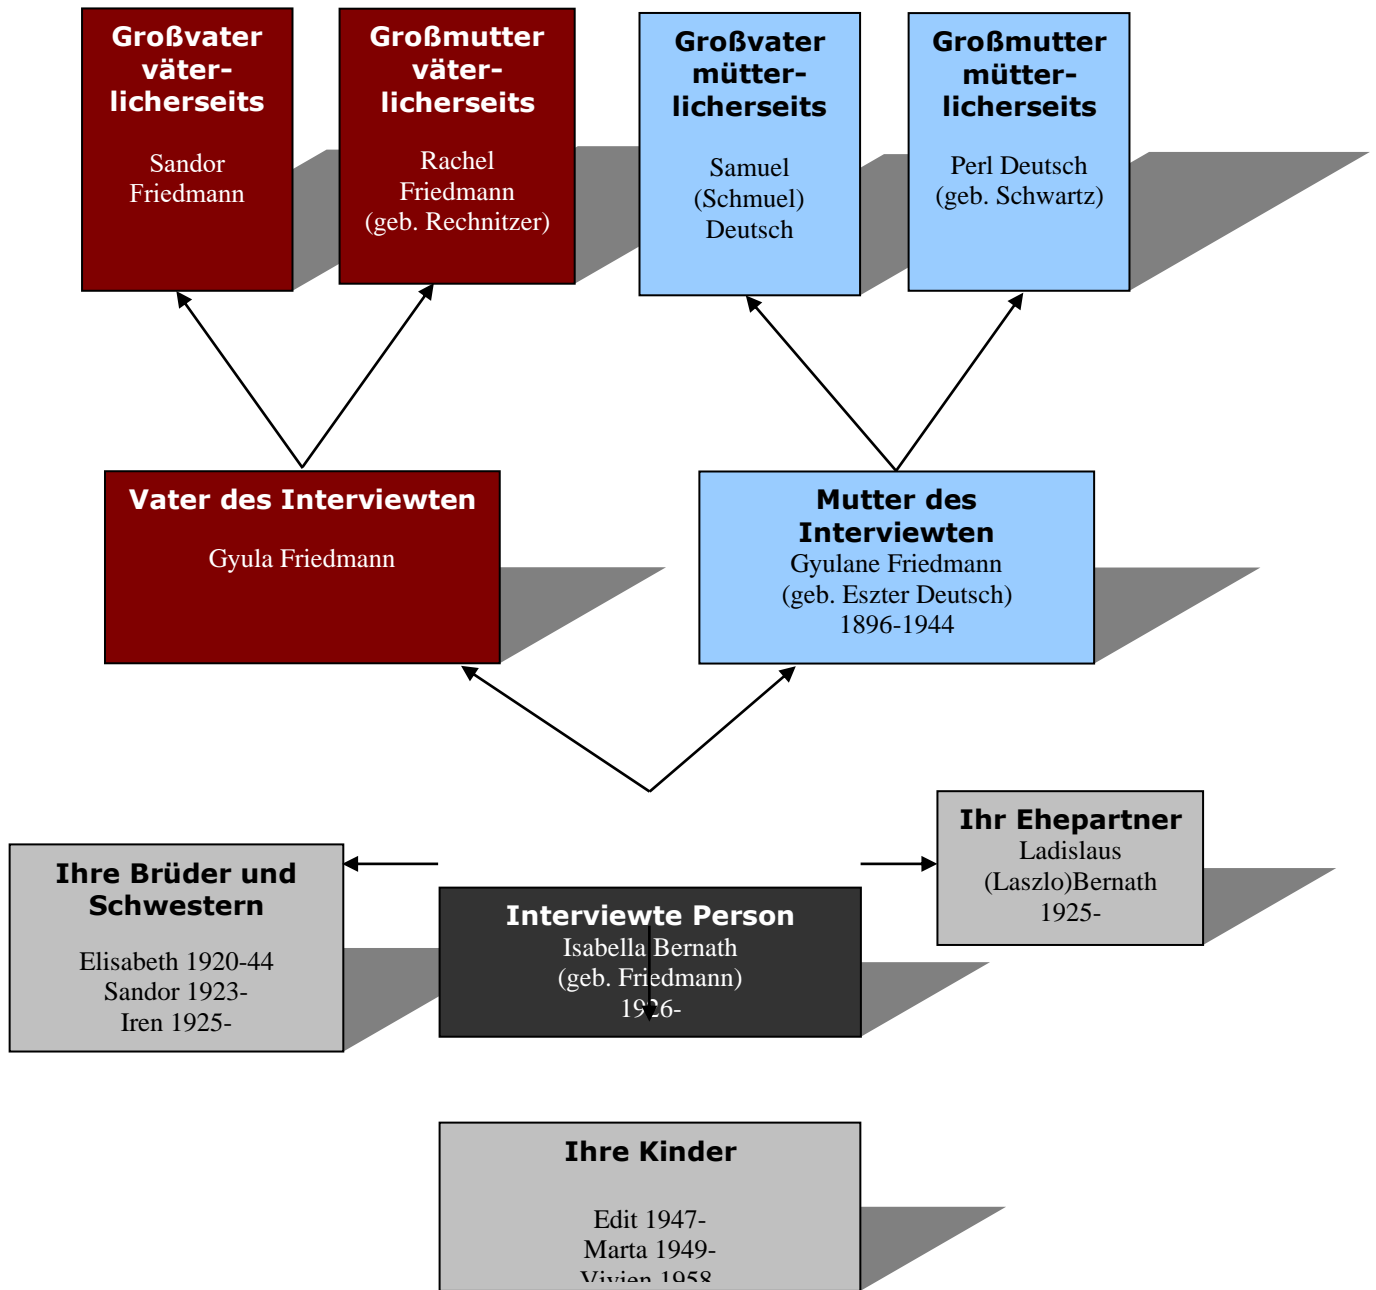 Großvater
väter-
licherseits
Sandor
Friedmann
Großmutter
väter-
licherseits
Rachel
Friedmann
(geb. Rechnitzer)
Großvater
mütter-
licherseits
Samuel
(Schmuel)
Deutsch
Großmutter
mütter-
licherseits
Perl Deutsch
(geb. Schwartz)
Vater des Interviewten
Gyula Friedmann
Mutter des
Interviewten
Gyulane Friedmann
(geb. Eszter Deutsch)
1896-1944
Ihre Brüder und
Schwestern
Elisabeth 1920-44
Sandor 1923-
Iren 1925-
Interviewte Person
Isabella Bernath
(geb. Friedmann)
1926-
Ihr Ehepartner
Ladislaus
(Laszlo)Bernath
1925-
Ihre Kinder
Edit 1947-
Marta 1949-
Vivien 1958